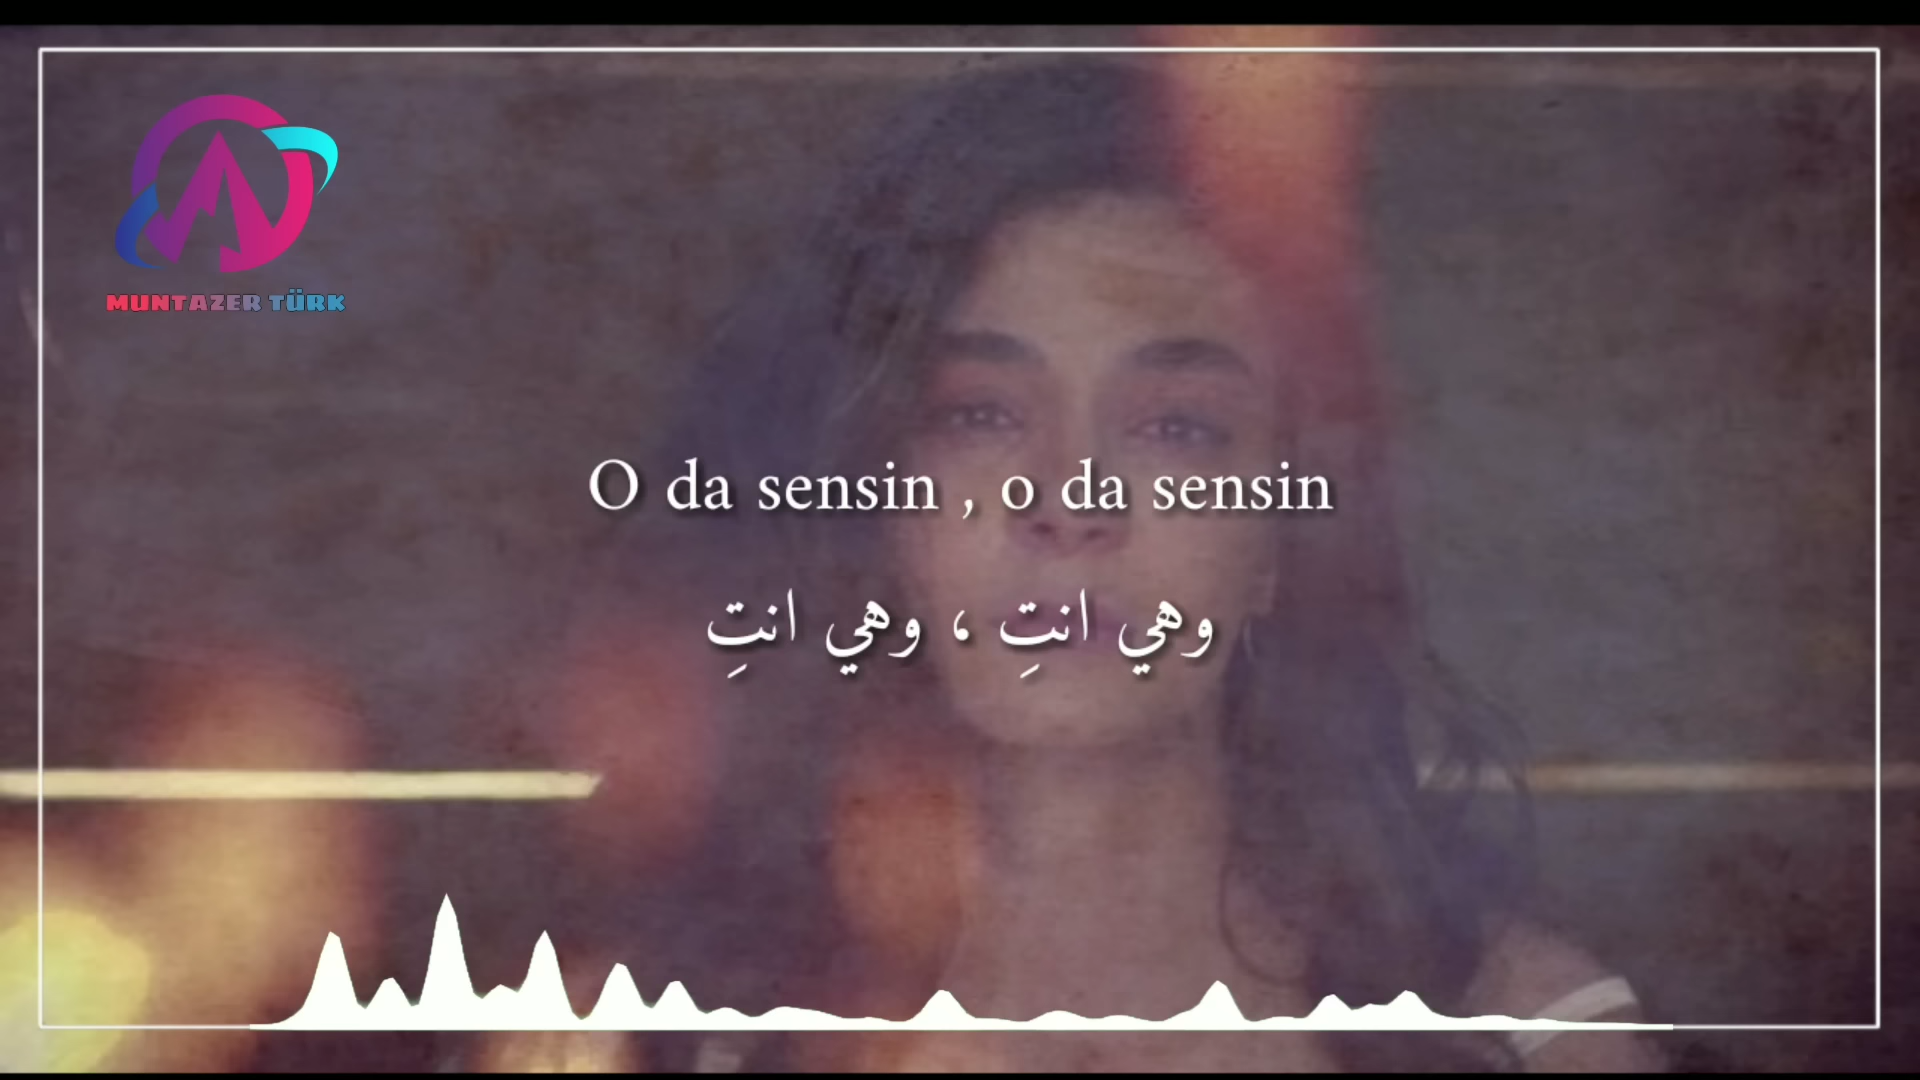 MUNTAZER TÜRK
O da sensin , o da sensin
وهي انتِ ، وهي انتِ